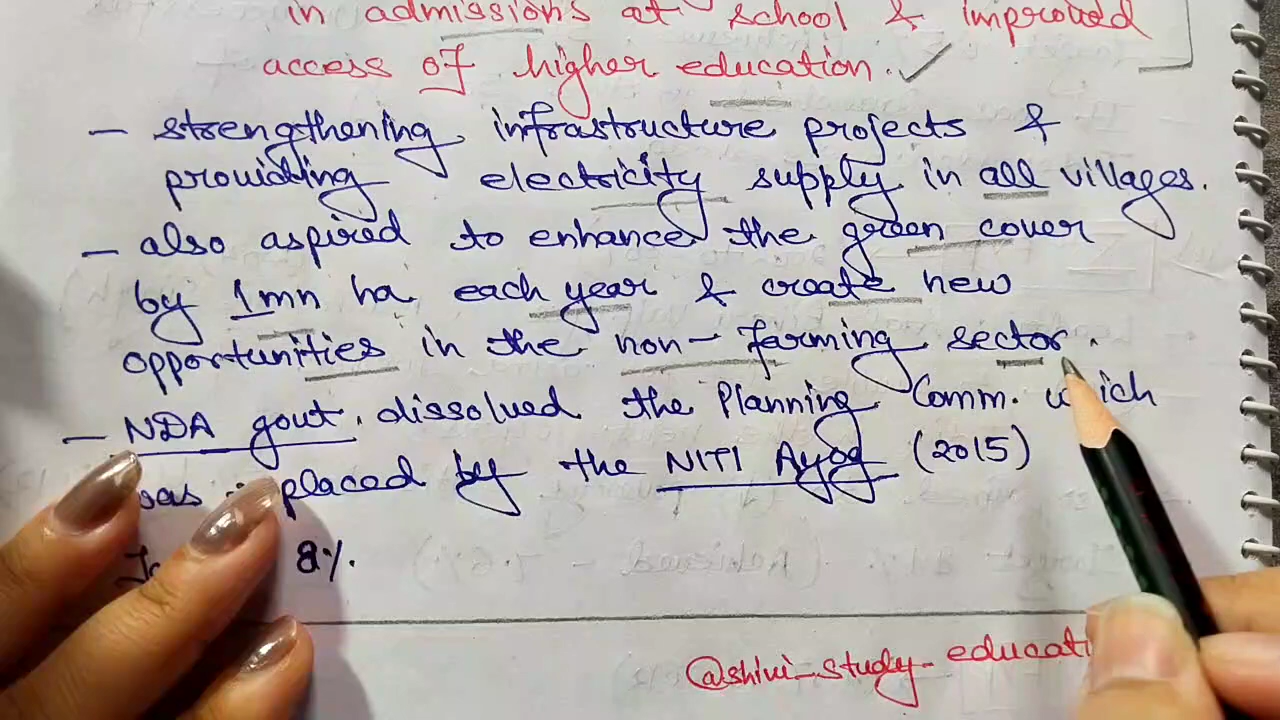 in admissions at school & improved
access of higher education.
- strengthening infrastructure projects &
providing electricity supply in all villages.
- also aspired to enhance the green cover
by 1mn ha each year & create new
opportunities in the non-farming sector.
- NDA govt. dissolved the Planning Comm. which
was placed by the NITI Ayog (2015)
8%.
@shivi_study_educati